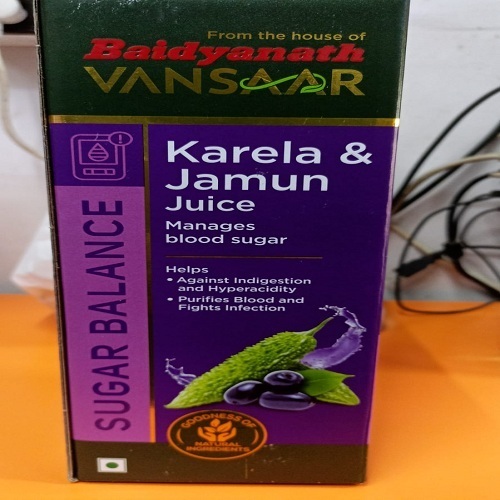 From the house of
Baidyanath
VANSAAR
SUGAR BALANCE
Karela &
Jamun
Juice
Manages
blood sugar
Helps
• Against Indigestion
and Hyperacidity
• Purifies Blood and
Fights Infection
GOODNESS OF
NATURAL
INGREDIENTS